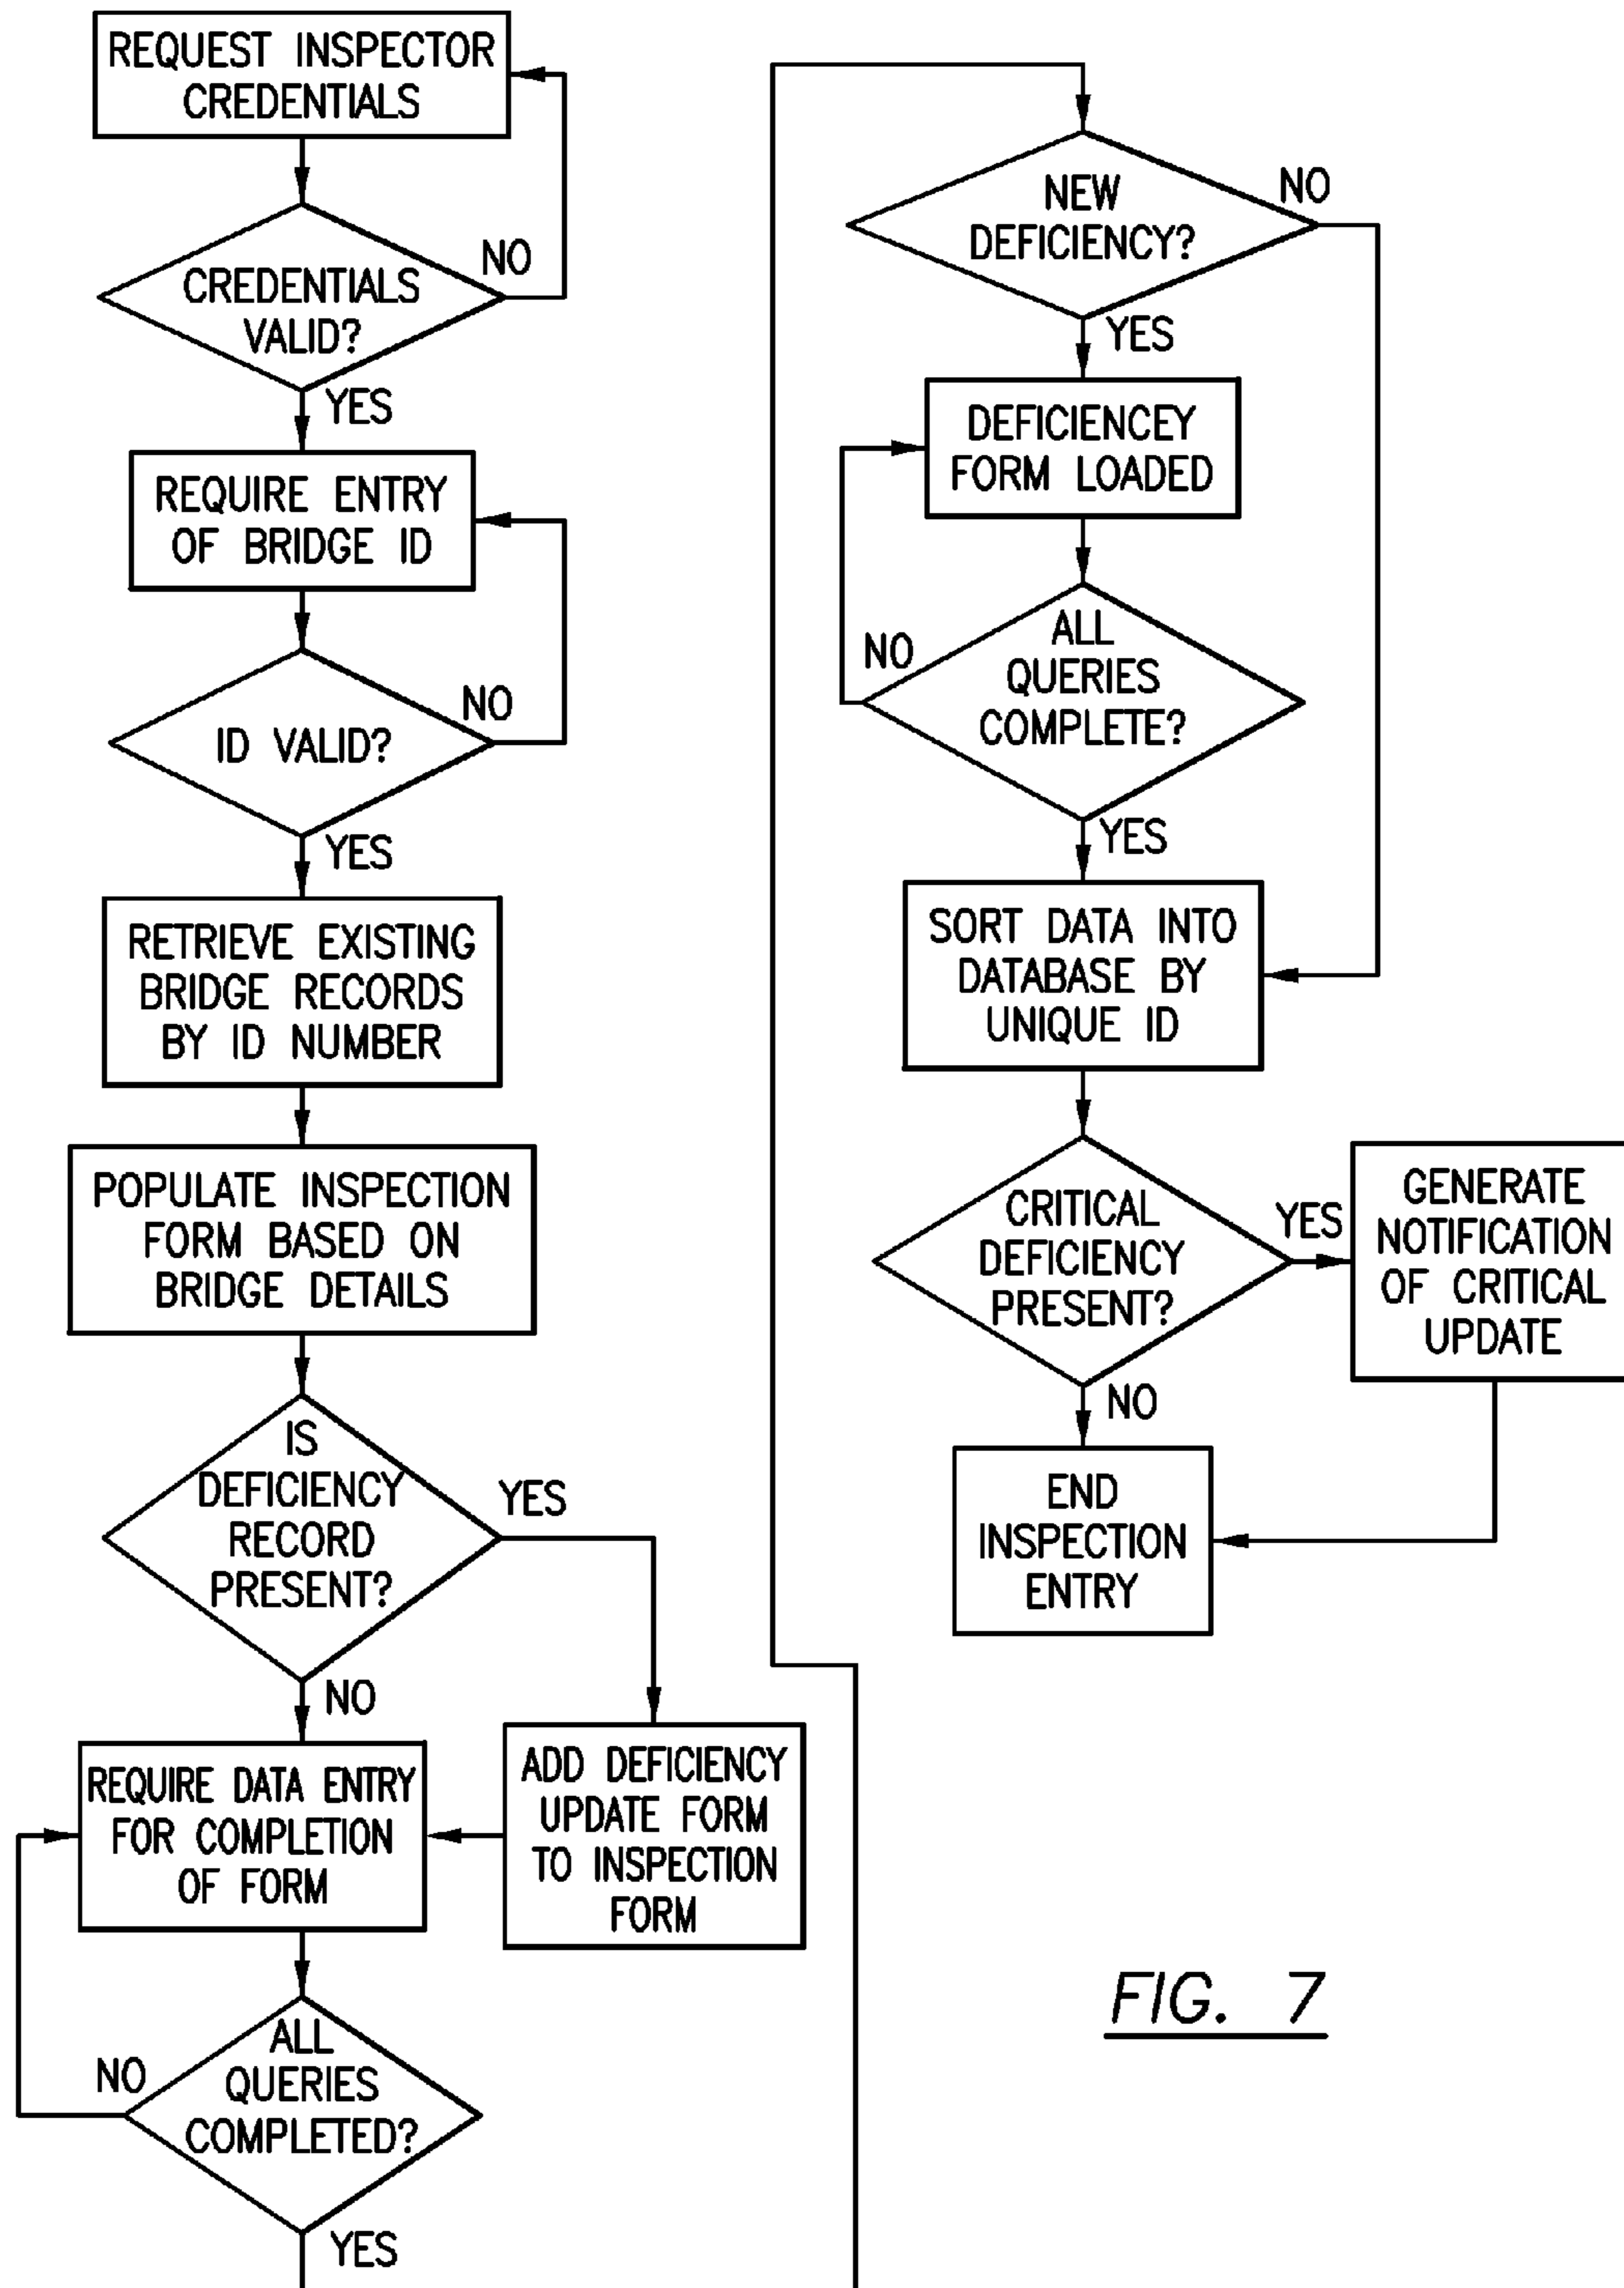 REQUEST INSPECTOR
CREDENTIALS
CREDENTIALS
VALID?
NO
YES
REQUIRE ENTRY
OF BRIDGE ID
ID VALID?
NO
YES
RETRIEVE EXISTING
BRIDGE RECORDS
BY ID NUMBER
POPULATE INSPECTION
FORM BASED ON
BRIDGE DETAILS
IS
DEFICIENCY
RECORD
PRESENT?
YES
NO
REQUIRE DATA ENTRY
FOR COMPLETION
OF FORM
ADD DEFICIENCY
UPDATE FORM
TO INSPECTION
FORM
ALL
QUERIES
COMPLETED?
NO
YES
NEW
DEFICIENCY?
NO
YES
DEFICIENCEY
FORM LOADED
ALL
QUERIES
COMPLETE?
NO
YES
SORT DATA INTO
DATABASE BY
UNIQUE ID
CRITICAL
DEFICIENCY
PRESENT?
YES
GENERATE
NOTIFICATION
OF CRITICAL
UPDATE
NO
END
INSPECTION
ENTRY
FIG. 7